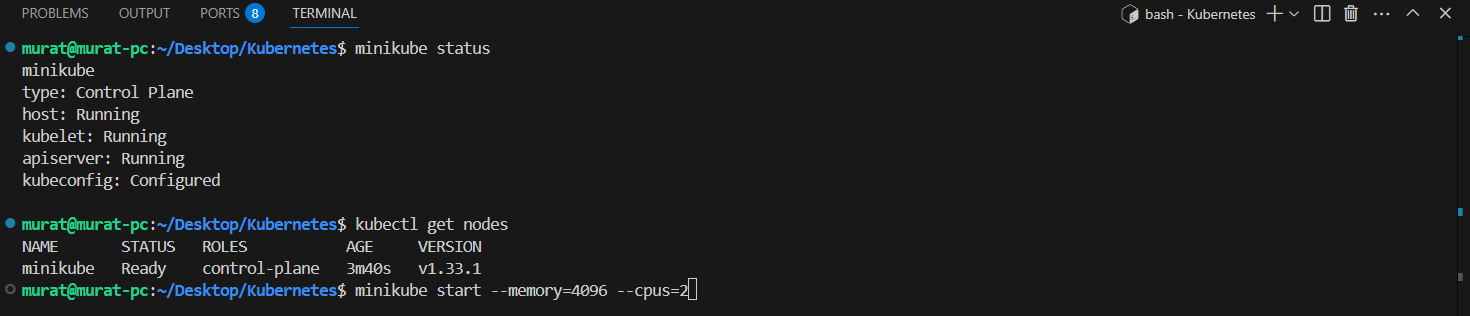 PROBLEMS OUTPUT PORTS 8 TERMINAL bash - Kubernetes
murat@murat-pc:~/Desktop/Kubernetes$ minikube status
minikube
type: Control Plane
host: Running
kubelet: Running
apiserver: Running
kubeconfig: Configured
murat@murat-pc:~/Desktop/Kubernetes$ kubectl get nodes
NAME STATUS ROLES AGE VERSION
minikube Ready control-plane 3m40s v1.33.1
murat@murat-pc:~/Desktop/Kubernetes$ minikube start --memory=4096 --cpus=2